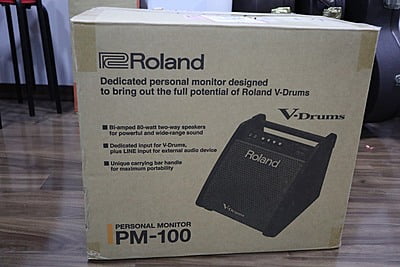 Roland
Dedicated personal monitor designed
to bring out the full potential of Roland V-Drums
V-Drums
Bi-amped 80-watt two-way speakers
for powerful and wide-range sound
Dedicated input for V-Drums,
plus LINE input for external audio device
Unique carrying bar handle
for maximum portability
Roland
V-Drums
PERSONAL MONITOR
PM-100